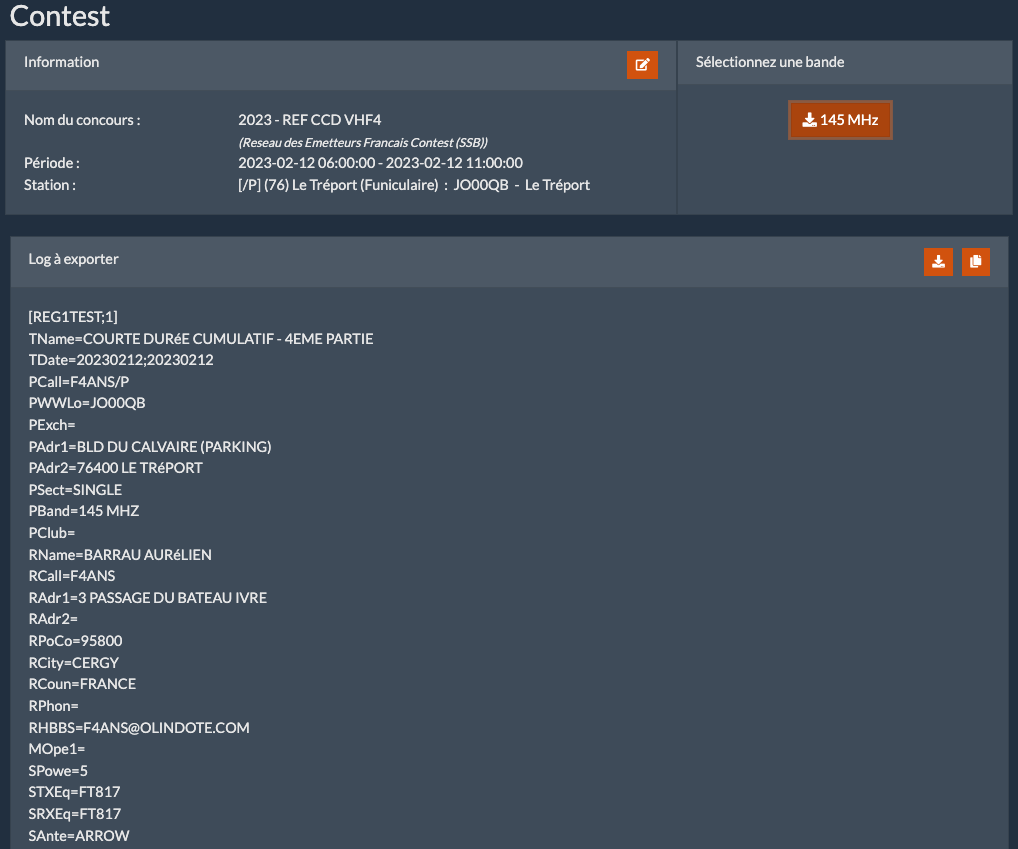 Contest
Information
Sélectionnez une bande
145 MHz
Nom du concours : 2023 - REF CCD VHF4
(Reseau des Emetteurs Francais Contest (SSB))
Période : 2023-02-12 06:00:00 - 2023-02-12 11:00:00
Station : [/P] (76) Le Tréport (Funiculaire) : JO00QB - Le Tréport
Log à exporter
[REG1TEST;1]
TName=COURTE DURéE CUMULATIF - 4EME PARTIE
TDate=20230212;20230212
PCall=F4ANS/P
PWWLo=JO00QB
PExch=
PAdr1=BLD DU CALVAIRE (PARKING)
PAdr2=76400 LE TRéPORT
PSect=SINGLE
PBand=145 MHZ
PClub=
RName=BARRAU AURéLIEN
RCall=F4ANS
RAdr1=3 PASSAGE DU BATEAU IVRE
RAdr2=
RPoCo=95800
RCity=CERGY
RCoun=FRANCE
RPhon=
RHBBS=F4ANS@OLINDOTE.COM
MOpe1=
SPowe=5
STXEq=FT817
SRXEq=FT817
SAnte=ARROW